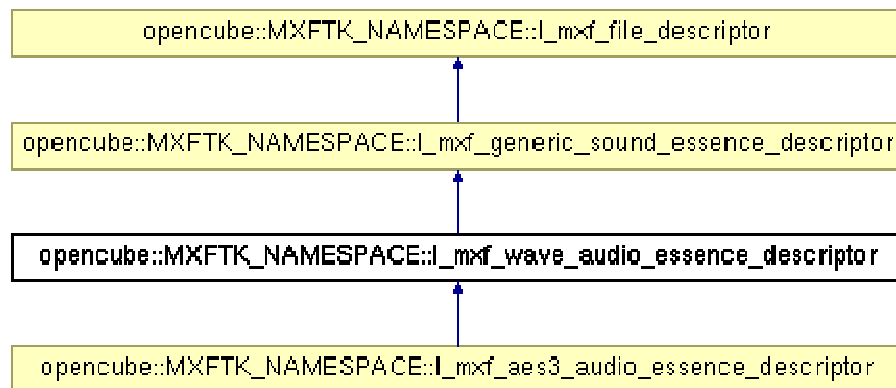 opencube::MXFTK_NAMESPACE::I_mxf_file_descriptor
opencube::MXFTK_NAMESPACE::I_mxf_generic_sound_essence_descriptor
opencube::MXFTK_NAMESPACE::I_mxf_wave_audio_essence_descriptor
opencube::MXFTK_NAMESPACE::I_mxf_aes3_audio_essence_descriptor